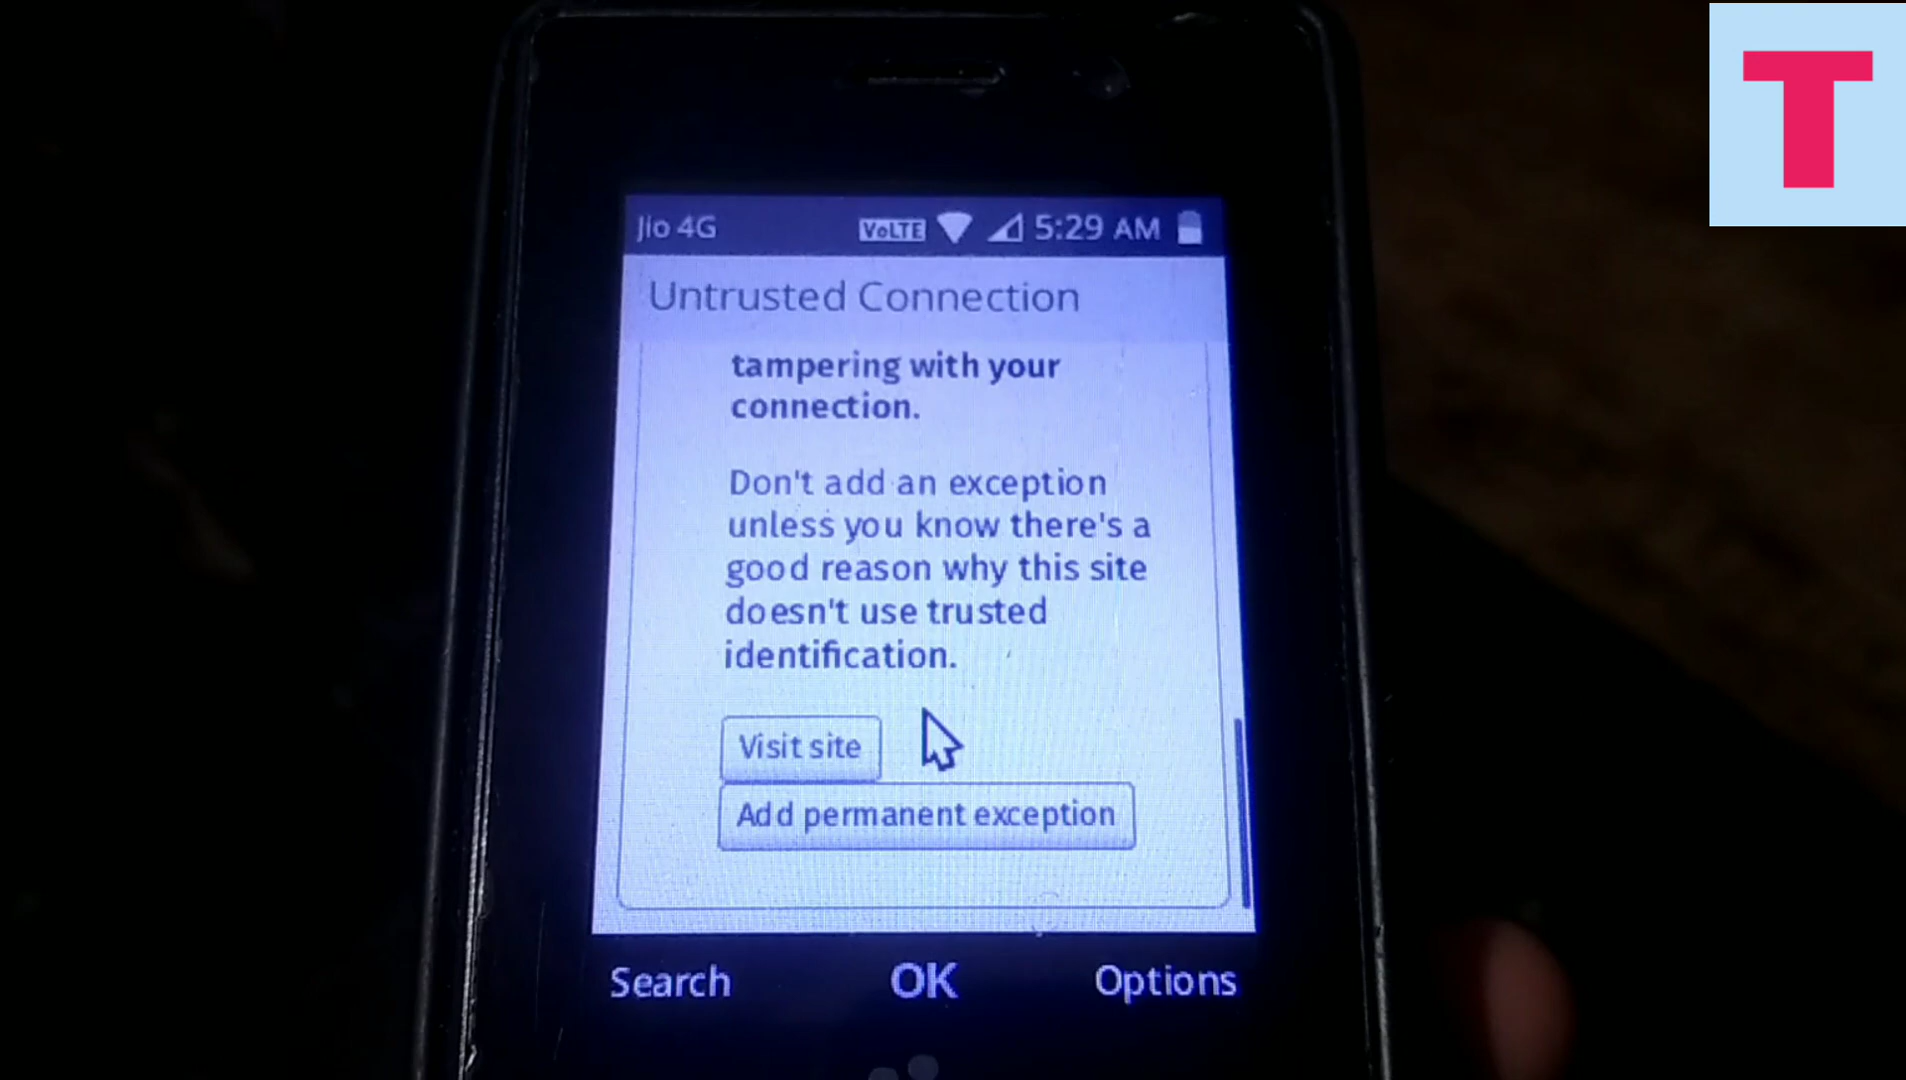 T
Jio 4G VoLTE 5:29 AM
Untrusted Connection
tampering with your
connection.
Don't add an exception
unless you know there's a
good reason why this site
doesn't use trusted
identification.
Visit site
Add permanent exception
Search OK Options